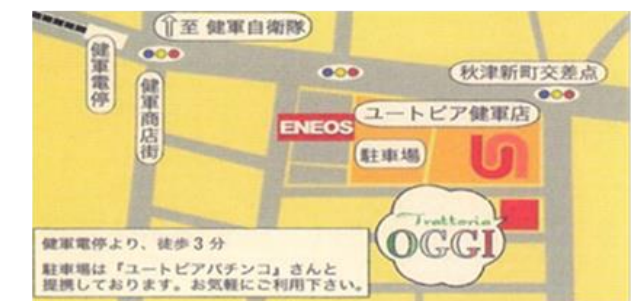 ⇧至 健軍自衛隊
健軍電停
健軍商店街
秋津新町交差点
ENEOS
ユートピア健軍店
駐車場
Trattoria
OGGI
健軍電停より、徒歩3分
駐車場は『ユートピアパチンコ』さんと
提携しております。お気軽にご利用下さい。